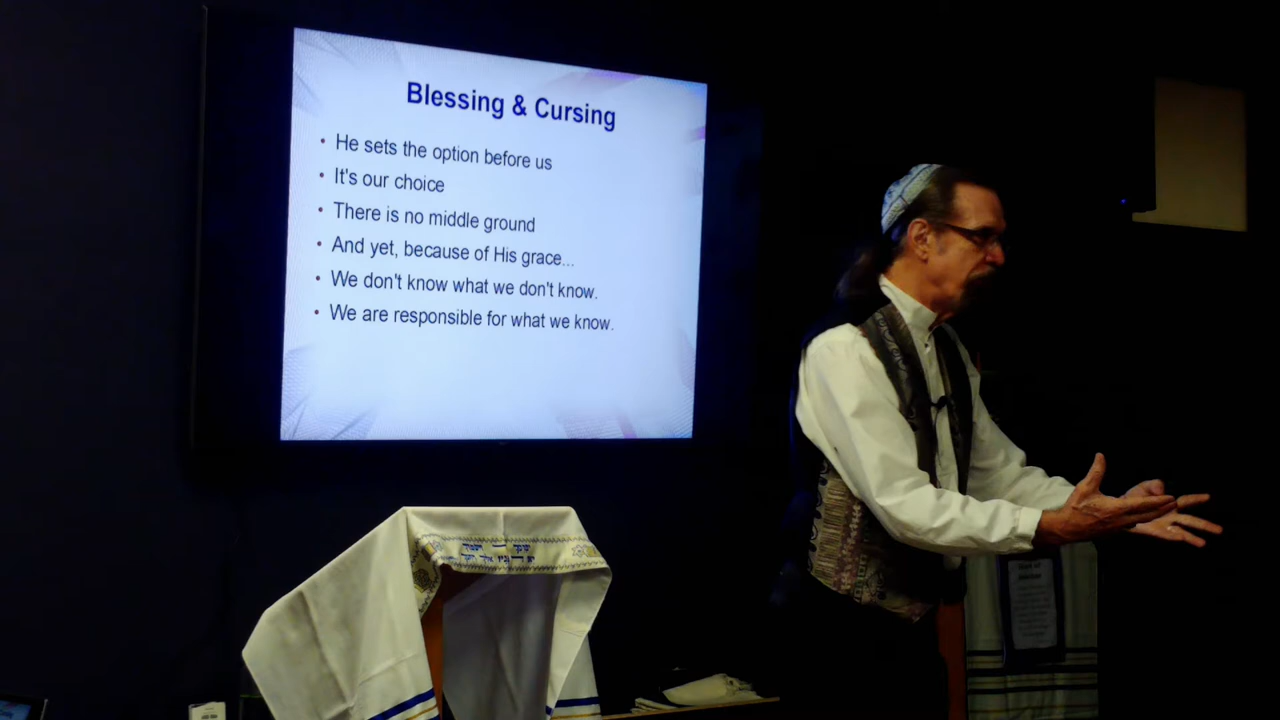 Blessing & Cursing
• He sets the option before us
• It's our choice
• There is no middle ground
• And yet, because of His grace...
• We don't know what we don't know.
• We are responsible for what we know.